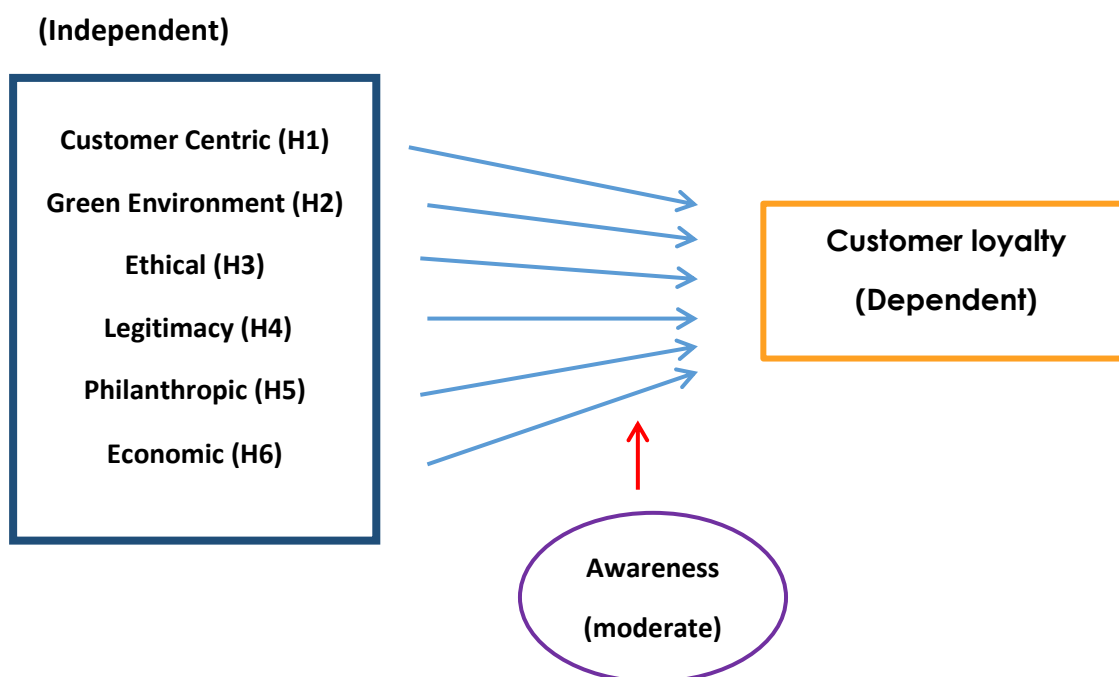 (Independent)
Customer Centric (H1)
Green Environment (H2)
Ethical (H3)
Legitimacy (H4)
Philanthropic (H5)
Economic (H6)
Customer loyalty
(Dependent)
Awareness
(moderate)